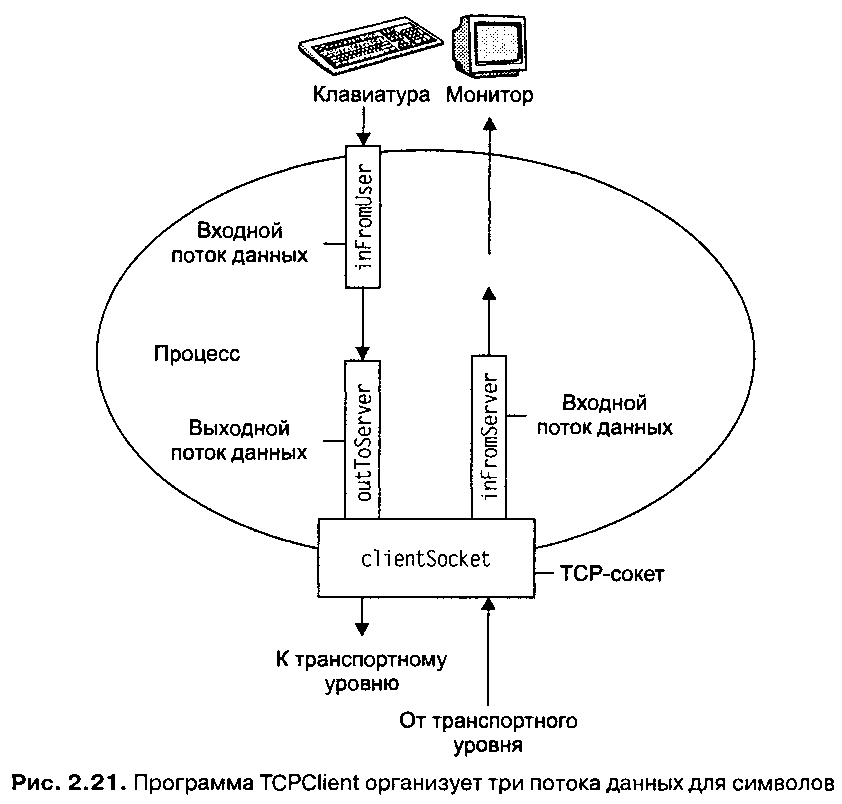 Клавиатура Монитор
inFromUser
Входной
поток данных
Процесс
Выходной
поток данных
outToServer
inFromServer
Входной
поток данных
clientSocket
TCP-сокет
К транспортному
уровню
От транспортного
уровня
Рис. 2.21. Программа TCPClient организует три потока данных для символов